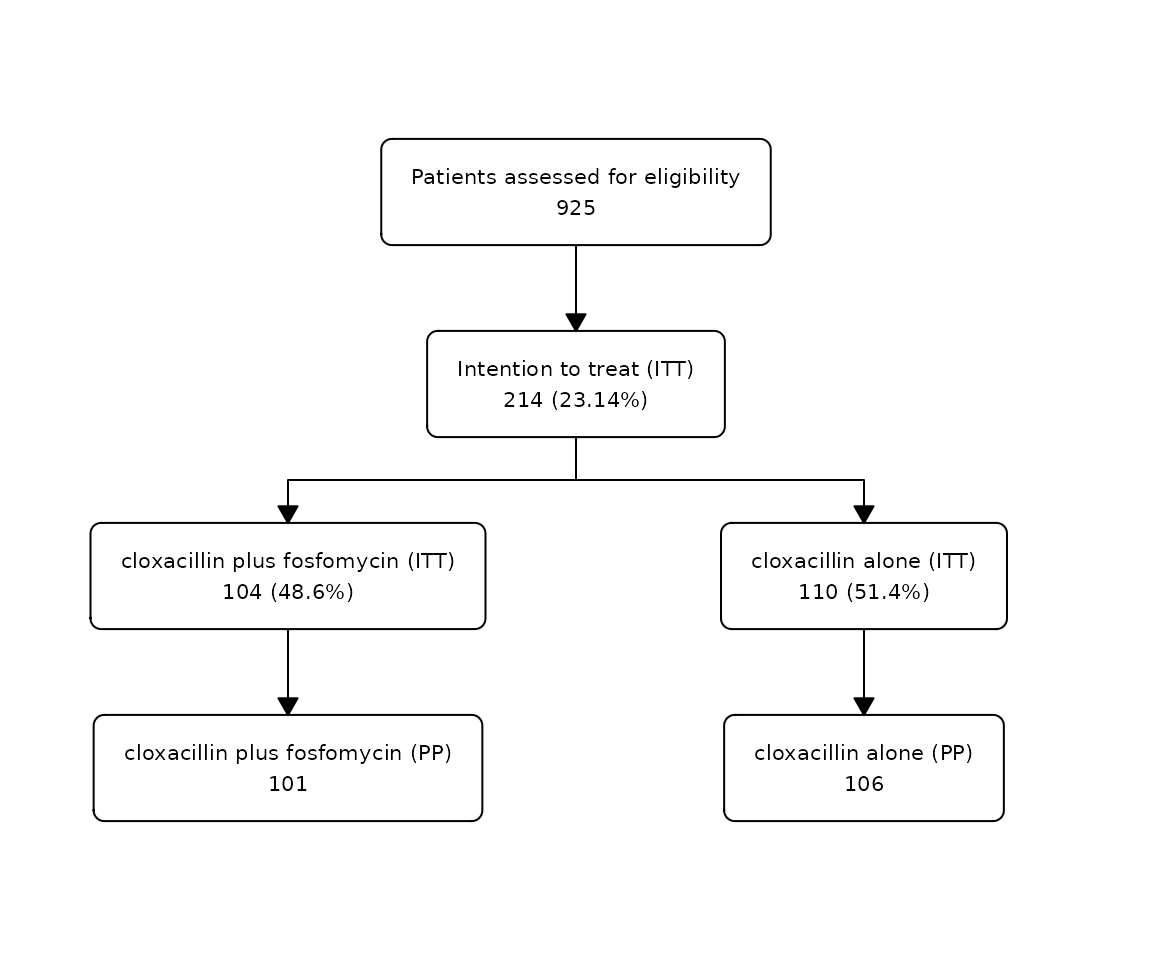 Patients assessed for eligibility
925
Intention to treat (ITT)
214 (23.14%)
cloxacillin plus fosfomycin (ITT)
104 (48.6%)
cloxacillin alone (ITT)
110 (51.4%)
cloxacillin plus fosfomycin (PP)
101
cloxacillin alone (PP)
106